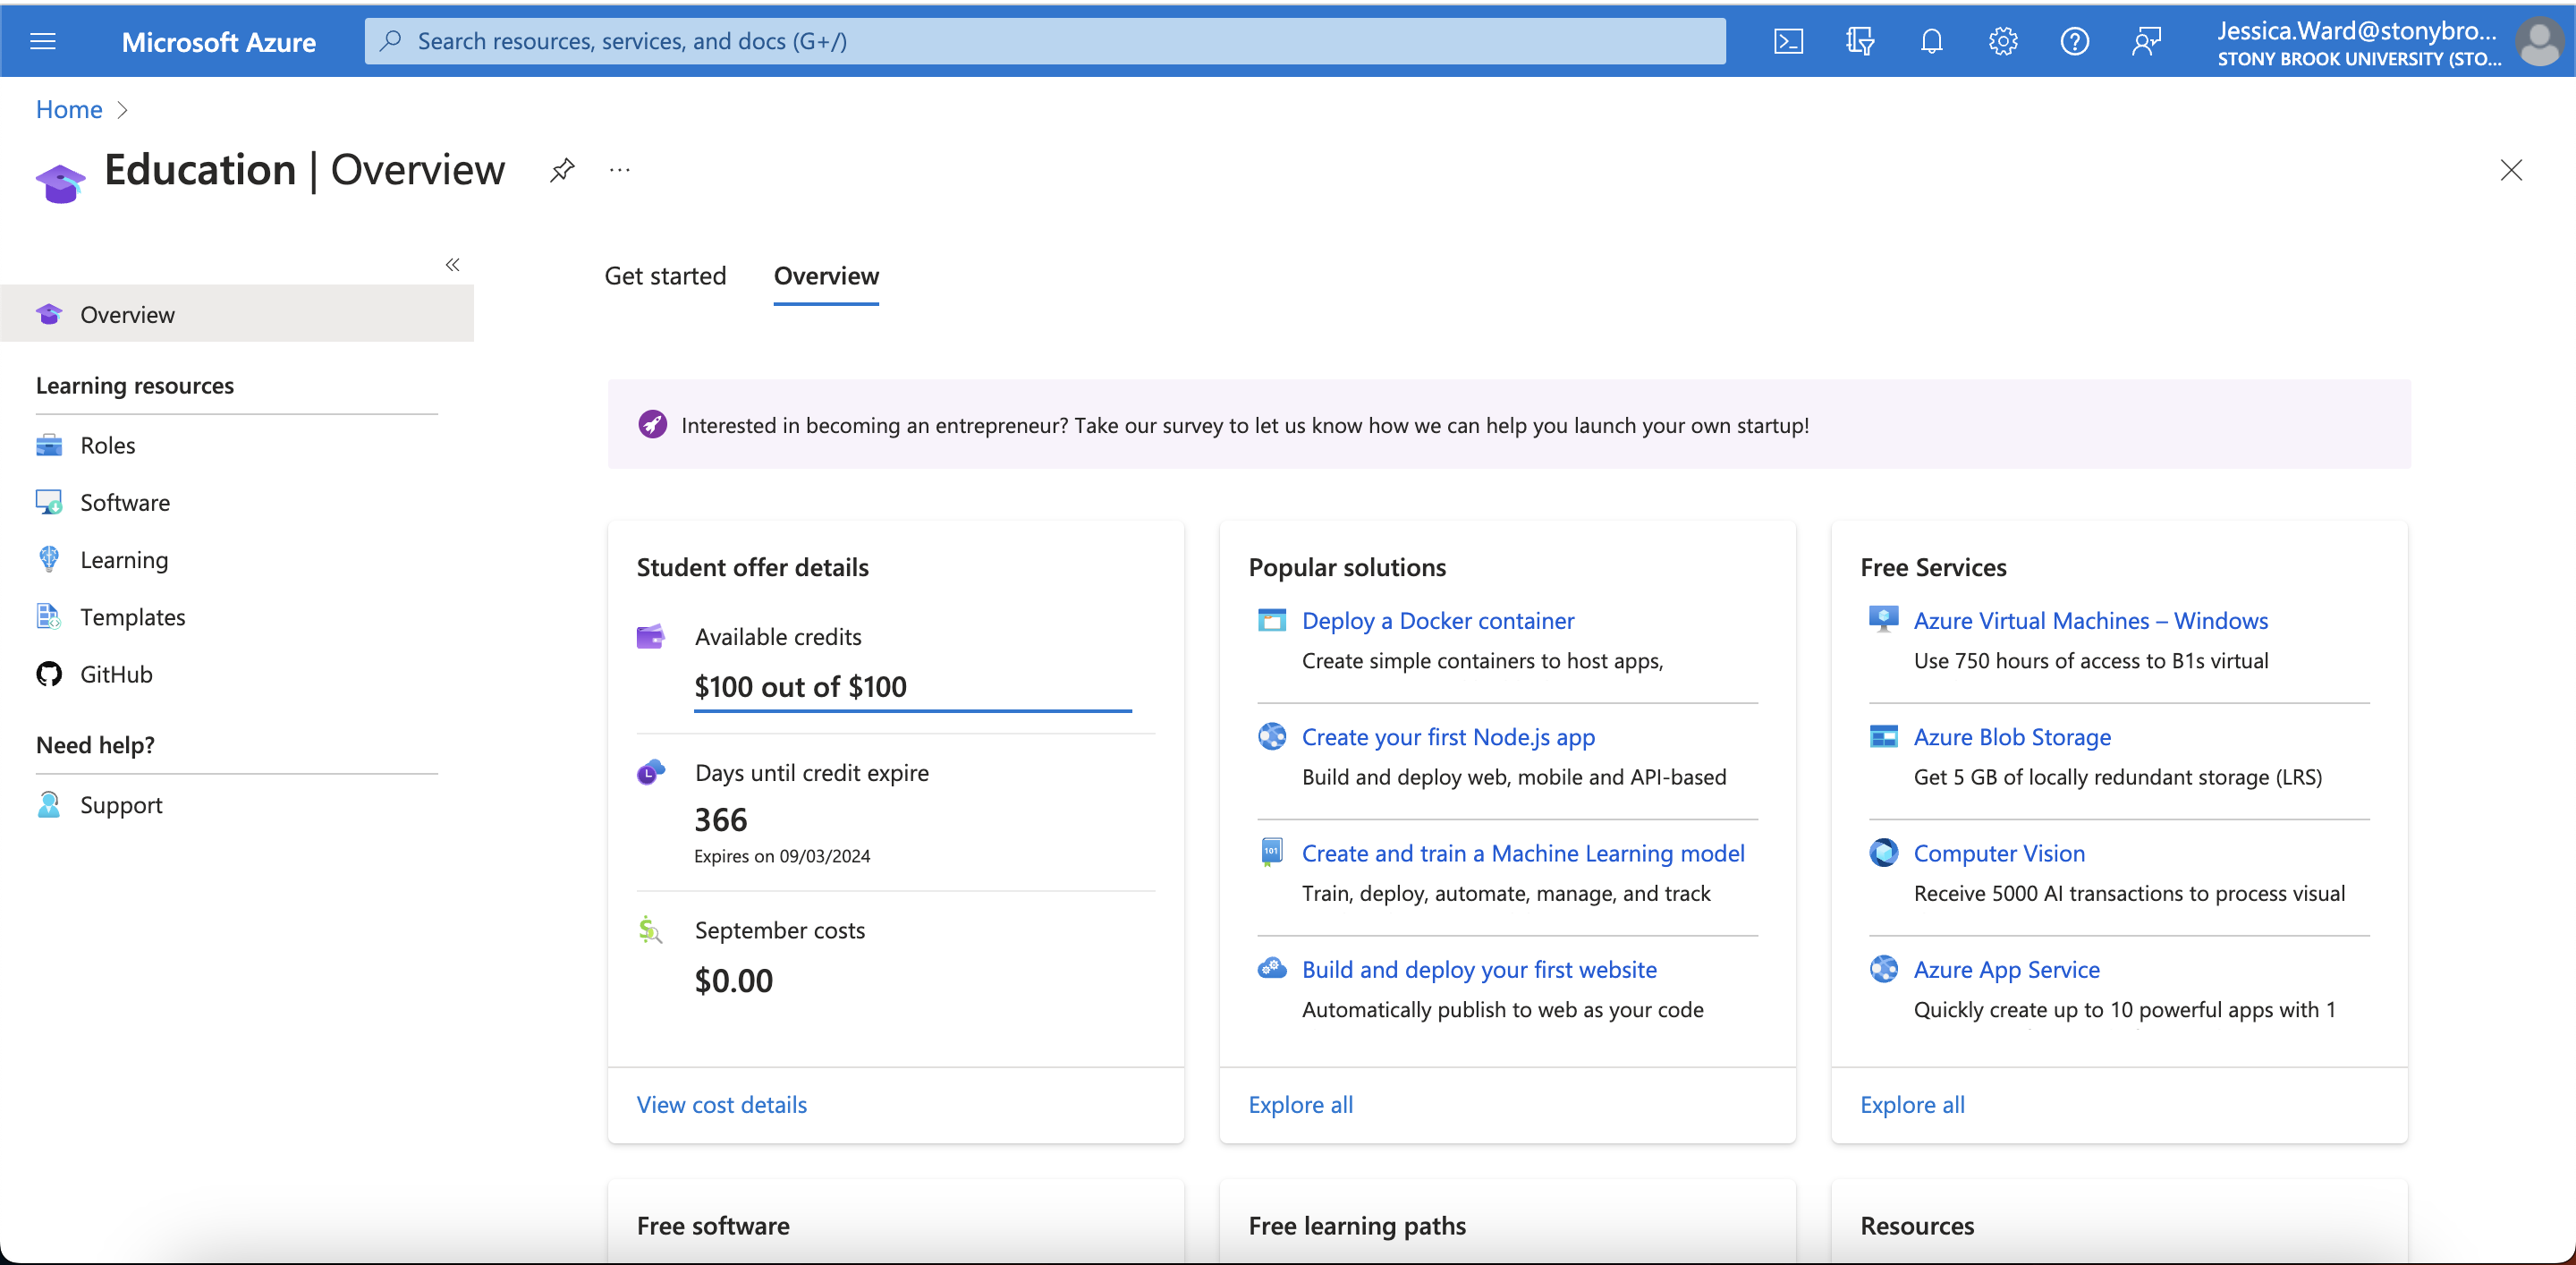 Microsoft Azure
Search resources, services, and docs (G+/)
Jessica.Ward@stonybro...
STONY BROOK UNIVERSITY (STO...
Home
Education | Overview
Overview
Learning resources
Roles
Software
Learning
Templates
GitHub
Need help?
Support
Get started
Overview
Interested in becoming an entrepreneur? Take our survey to let us know how we can help you launch your own startup!
Student offer details
Available credits
$100 out of $100
Days until credit expire
366
Expires on 09/03/2024
September costs
$0.00
View cost details
Popular solutions
Deploy a Docker container
Create simple containers to host apps,
Create your first Node.js app
Build and deploy web, mobile and API-based
Create and train a Machine Learning model
Train, deploy, automate, manage, and track
Build and deploy your first website
Automatically publish to web as your code
Explore all
Free Services
Azure Virtual Machines – Windows
Use 750 hours of access to B1s virtual
Azure Blob Storage
Get 5 GB of locally redundant storage (LRS)
Computer Vision
Receive 5000 AI transactions to process visual
Azure App Service
Quickly create up to 10 powerful apps with 1
Explore all
Free software
Free learning paths
Resources